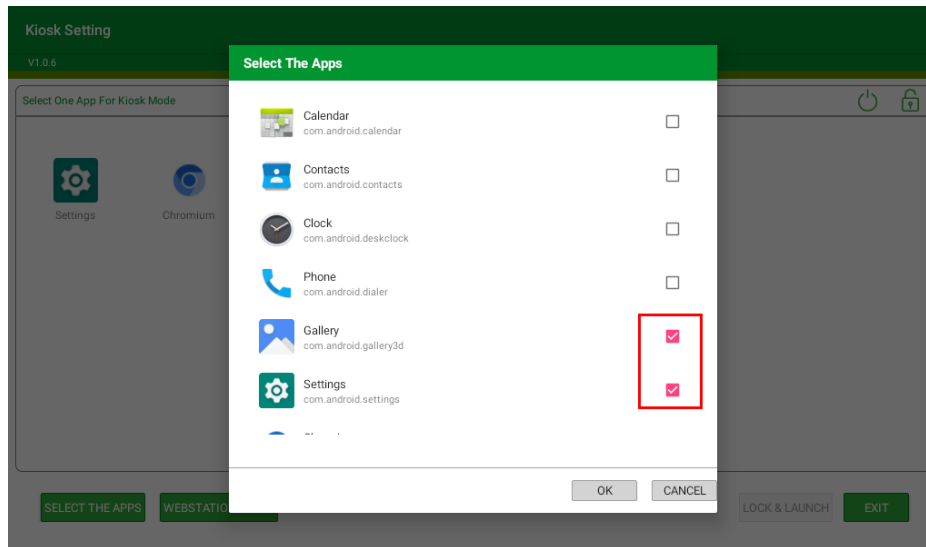 Kiosk Setting
V1.0.6
Select One App For Kiosk Mode
Settings
Chromium
Select The Apps
Calendar
com.android.calendar
Contacts
com.android.contacts
Clock
com.android.deskclock
Phone
com.android.dialer
Gallery
com.android.gallery3d
Settings
com.android.settings
OK
CANCEL
SELECT THE APPS
LOCK & LAUNCH
EXIT